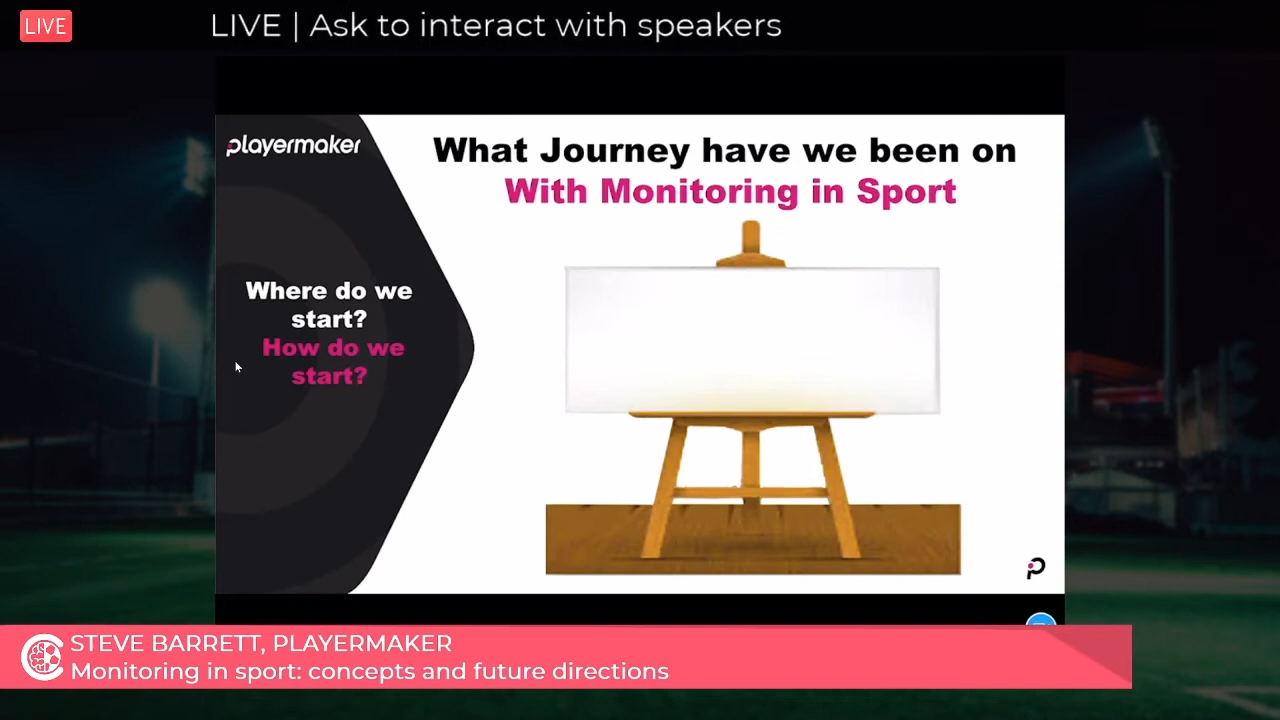 LIVE
LIVE | Ask to interact with speakers
playermaker
What Journey have we been on
With Monitoring in Sport
Where do we
start?
How do we
start?
STEVE BARRETT, PLAYERMAKER
Monitoring in sport: concepts and future directions